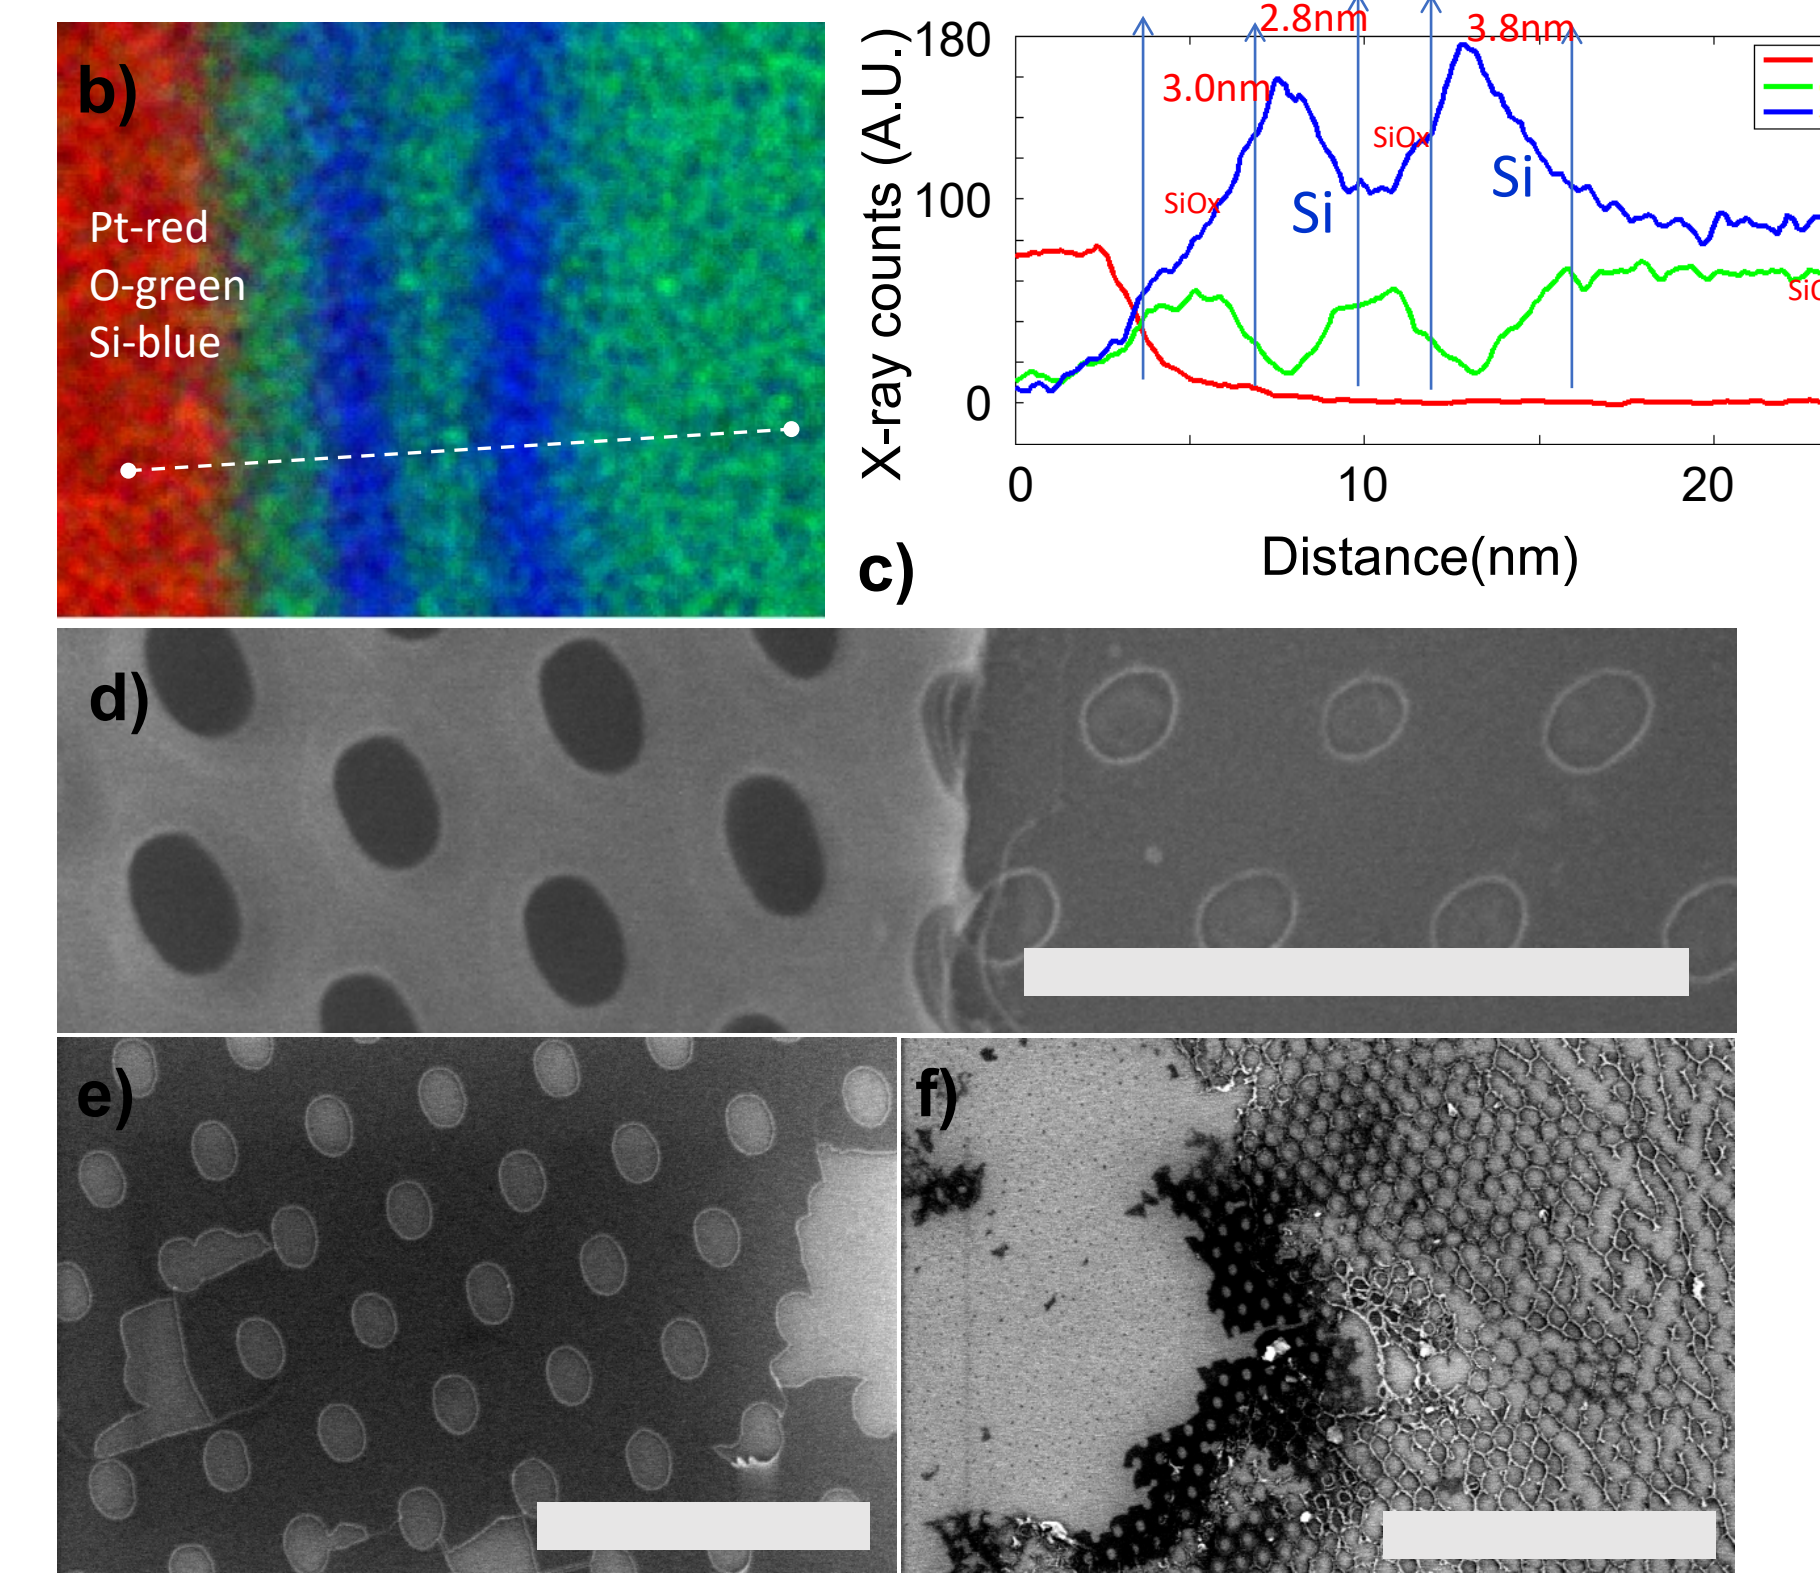 b)
Pt-red
O-green
Si-blue
X-ray counts (A.U.)
180
100
0
2.8nm
3.8nm
3.0nm
SiOx
SiOx
Si
Si
0
10
20
Distance(nm)
c)
d)
e)
f)